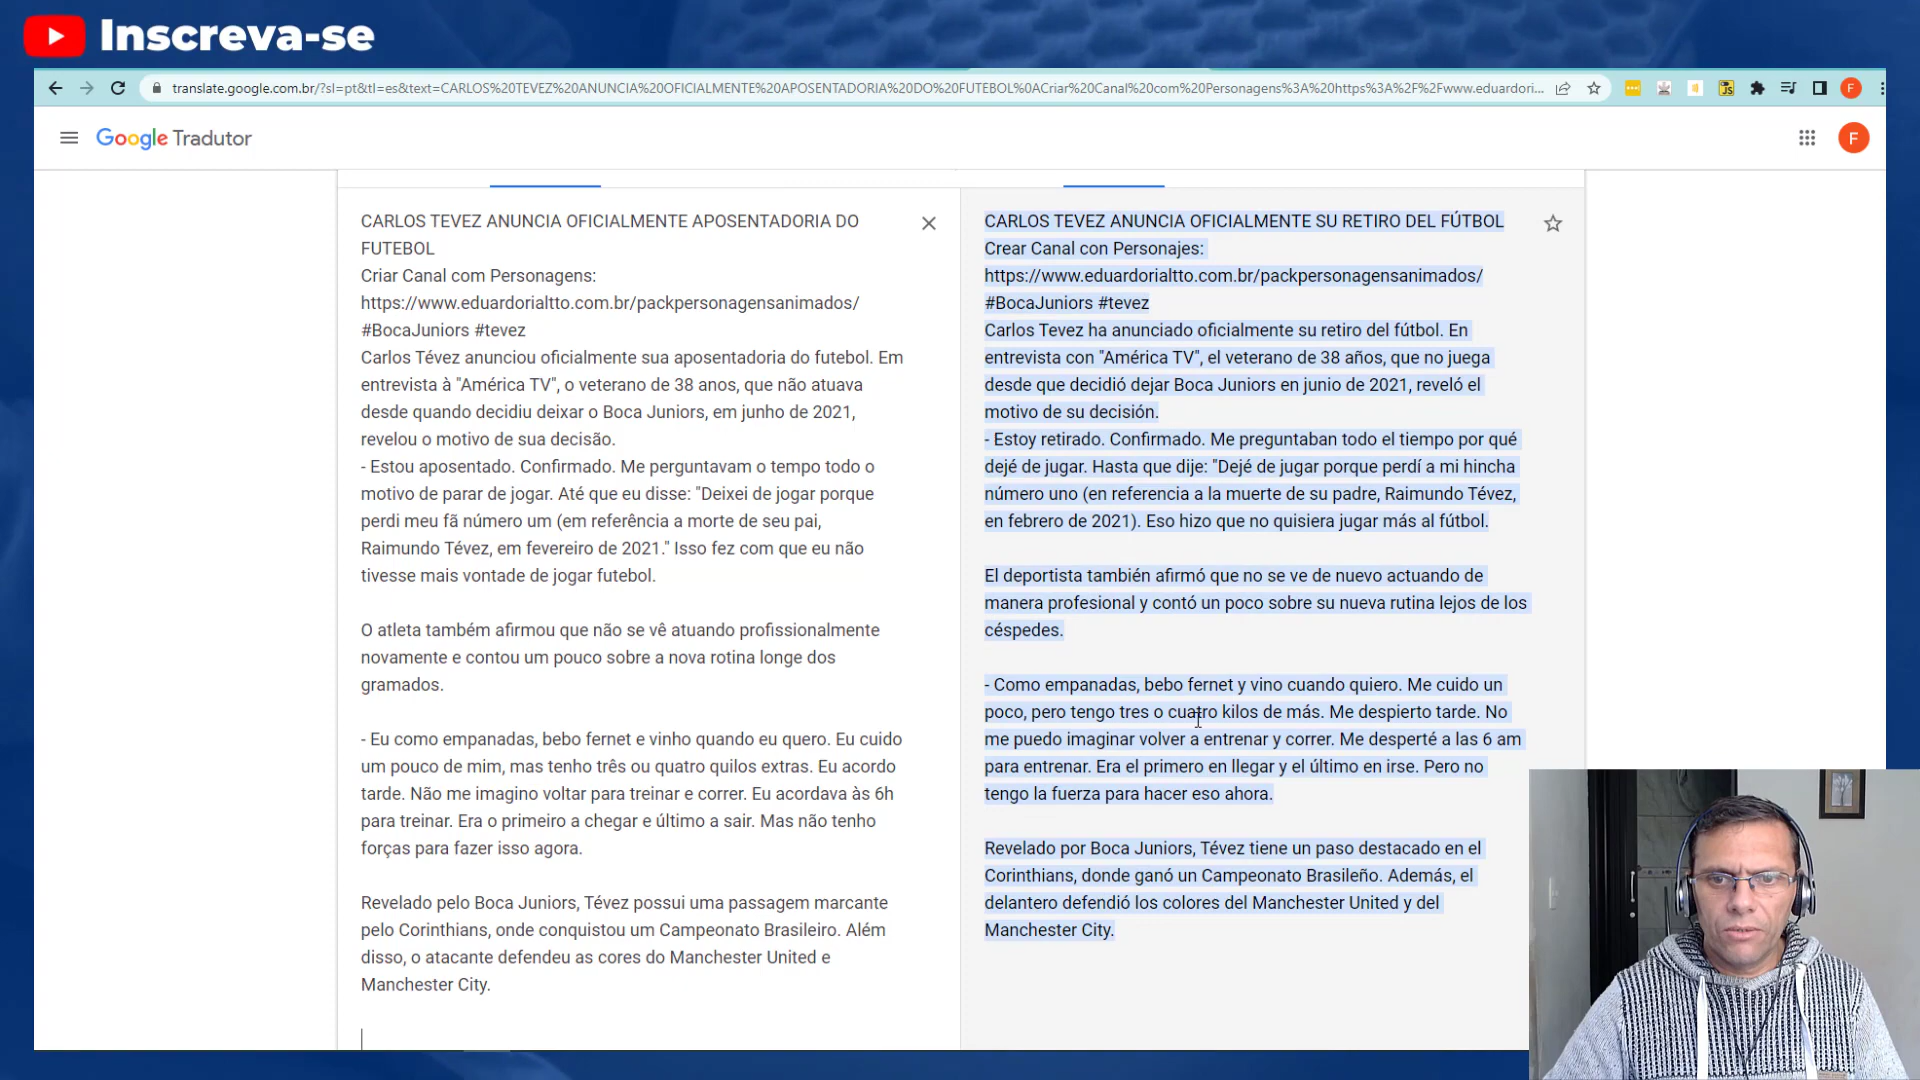 Inscreva-se
translate.google.com.br/?sl=pt&tl=es&text=CARLOS%20TEVEZ%20ANUNCIA%20OFICIALMENTE%20APOSENTADORIA%20DO%20FUTEBOL%0ACriar%20Canal%20com%20Personagens%3A%20https%3A%2F%2Fwww.eduardori...
JS
F
Google Tradutor
F
CARLOS TEVEZ ANUNCIA OFICIALMENTE APOSENTADORIA DO
FUTEBOL
Criar Canal com Personagens:
https://www.eduardorialtto.com.br/packpersonagensanimados/
#BocaJuniors #tevez
Carlos Tévez anunciou oficialmente sua aposentadoria do futebol. Em
entrevista à "América TV", o veterano de 38 anos, que não atuava
desde quando decidiu deixar o Boca Juniors, em junho de 2021,
revelou o motivo de sua decisão.
- Estou aposentado. Confirmado. Me perguntavam o tempo todo o
motivo de parar de jogar. Até que eu disse: "Deixei de jogar porque
perdi meu fã número um (em referência a morte de seu pai,
Raimundo Tévez, em fevereiro de 2021." Isso fez com que eu não
tivesse mais vontade de jogar futebol.
O atleta também afirmou que não se vê atuando profissionalmente
novamente e contou um pouco sobre a nova rotina longe dos
gramados.
- Eu como empanadas, bebo fernet e vinho quando eu quero. Eu cuido
um pouco de mim, mas tenho três ou quatro quilos extras. Eu acordo
tarde. Não me imagino voltar para treinar e correr. Eu acordava às 6h
para treinar. Era o primeiro a chegar e último a sair. Mas não tenho
forças para fazer isso agora.
Revelado pelo Boca Juniors, Tévez possui uma passagem marcante
pelo Corinthians, onde conquistou um Campeonato Brasileiro. Além
disso, o atacante defendeu as cores do Manchester United e
Manchester City.
CARLOS TEVEZ ANUNCIA OFICIALMENTE SU RETIRO DEL FÚTBOL
Crear Canal con Personajes:
https://www.eduardorialtto.com.br/packpersonagensanimados/
#BocaJuniors #tevez
Carlos Tevez ha anunciado oficialmente su retiro del fútbol. En
entrevista con "América TV", el veterano de 38 años, que no juega
desde que decidió dejar Boca Juniors en junio de 2021, reveló el
motivo de su decisión.
- Estoy retirado. Confirmado. Me preguntaban todo el tiempo por qué
dejé de jugar. Hasta que dije: "Dejé de jugar porque perdí a mi hincha
número uno (en referencia a la muerte de su padre, Raimundo Tévez,
en febrero de 2021). Eso hizo que no quisiera jugar más al fútbol.
El deportista también afirmó que no se ve de nuevo actuando de
manera profesional y contó un poco sobre su nueva rutina lejos de los
céspedes.
- Como empanadas, bebo fernet y vino cuando quiero. Me cuido un
poco, pero tengo tres o cuatro kilos de más. Me despierto tarde. No
me puedo imaginar volver a entrenar y correr. Me desperté a las 6 am
para entrenar. Era el primero en llegar y el último en irse. Pero no
tengo la fuerza para hacer eso ahora.
Revelado por Boca Juniors, Tévez tiene un paso destacado en el
Corinthians, donde ganó un Campeonato Brasileño. Además, el
delantero defendió los colores del Manchester United y del
Manchester City.